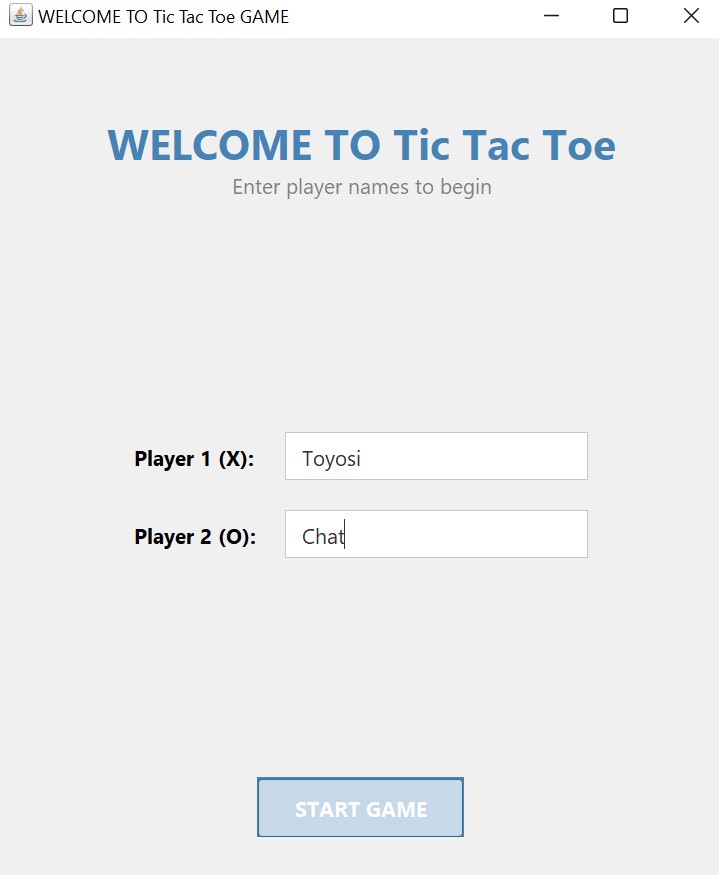 WELCOME TO Tic Tac Toe GAME
WELCOME TO Tic Tac Toe
Enter player names to begin
Player 1 (X): Toyosi
Player 2 (O): Chat
START GAME